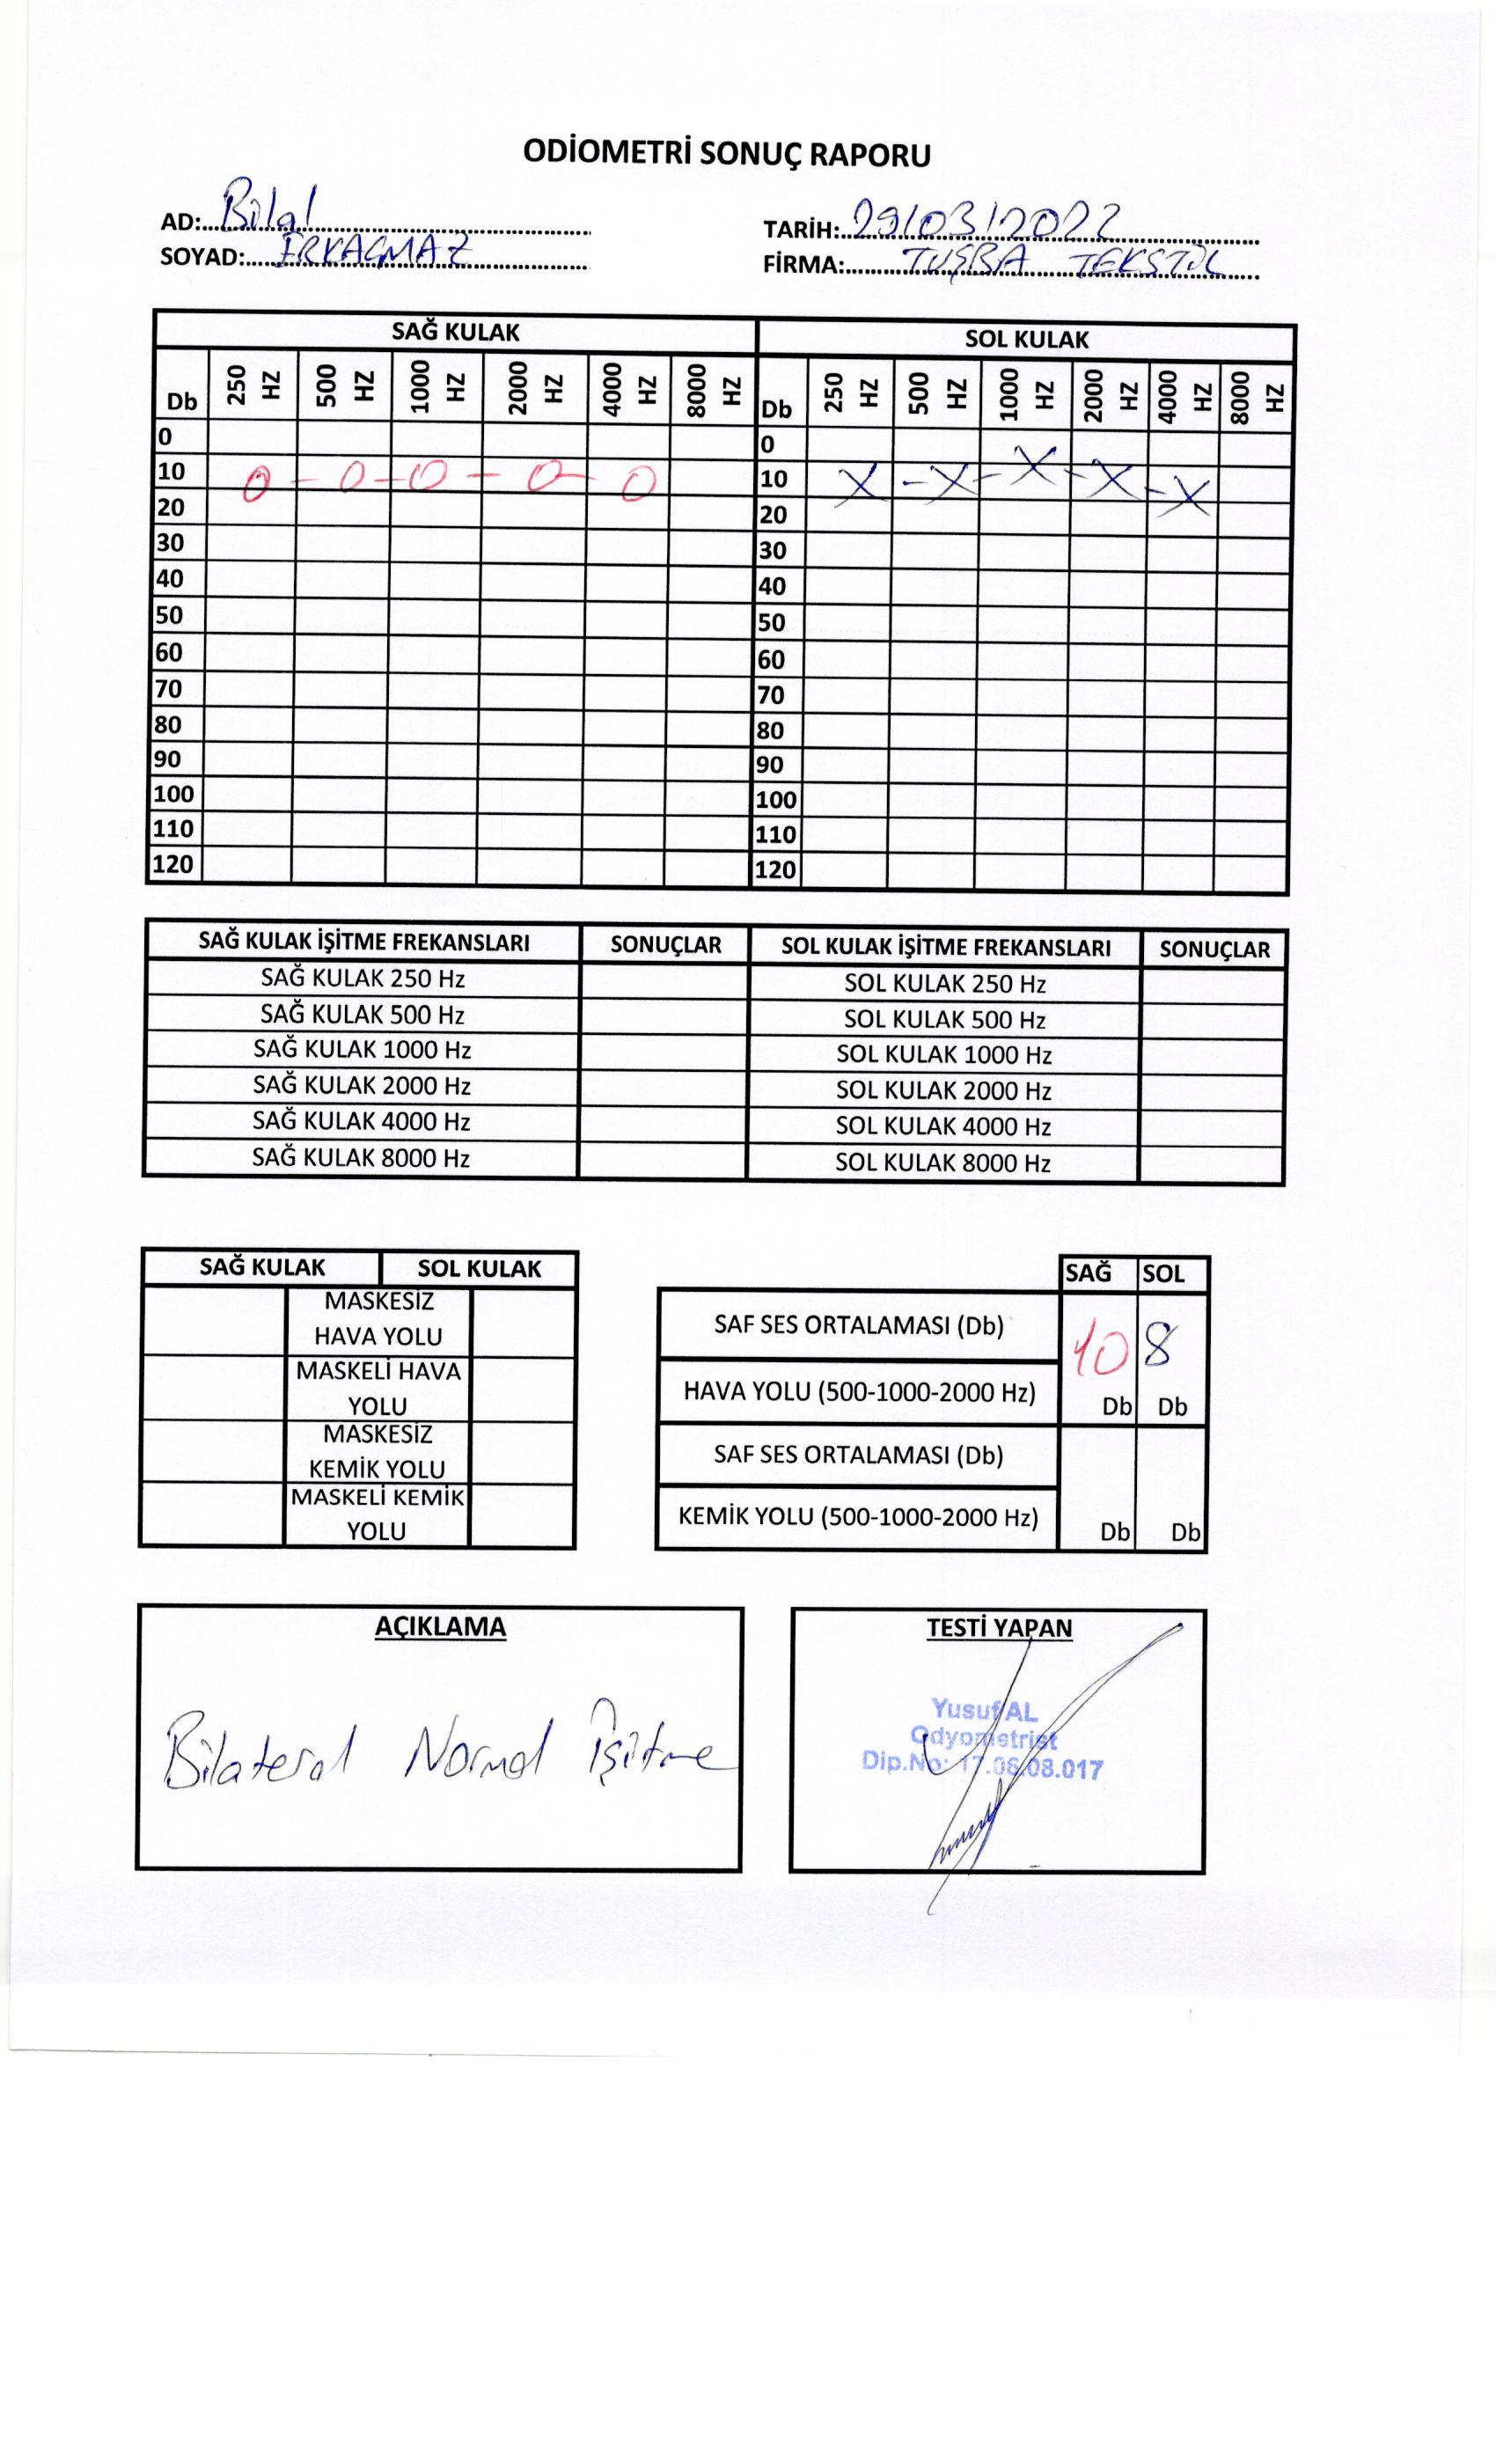 ODİOMETRİ SONUÇ RAPORU
AD: Bilal
SOYAD: IRKAÇMAZ
TARİH: 29/03/2022
FİRMA: TUŞBA TEKSTİL
SAĞ KULAK SOL KULAK
Db 250 HZ 500 HZ 1000 HZ 2000 HZ 4000 HZ 8000 HZ Db 250 HZ 500 HZ 1000 HZ 2000 HZ 4000 HZ 8000 HZ
0 0
10 O - O - O - O - O 10 X - X - X - X - X
20 20
30 30
40 40
50 50
60 60
70 70
80 80
90 90
100 100
110 110
120 120
SAĞ KULAK İŞİTME FREKANSLARI SONUÇLAR SOL KULAK İŞİTME FREKANSLARI SONUÇLAR
SAĞ KULAK 250 Hz SOL KULAK 250 Hz
SAĞ KULAK 500 Hz SOL KULAK 500 Hz
SAĞ KULAK 1000 Hz SOL KULAK 1000 Hz
SAĞ KULAK 2000 Hz SOL KULAK 2000 Hz
SAĞ KULAK 4000 Hz SOL KULAK 4000 Hz
SAĞ KULAK 8000 Hz SOL KULAK 8000 Hz
SAĞ KULAK SOL KULAK
MASKESİZ
HAVA YOLU
MASKELİ HAVA
YOLU
MASKESİZ
KEMİK YOLU
MASKELİ KEMİK
YOLU
SAĞ SOL
SAF SES ORTALAMASI (Db) 10 8
HAVA YOLU (500-1000-2000 Hz) Db Db
SAF SES ORTALAMASI (Db)
KEMİK YOLU (500-1000-2000 Hz) Db Db
AÇIKLAMA
Bilateral Normal İşitme
TESTİ YAPAN
Yusuf AL
Odyometrist
Dip.No: 17.06.08.017